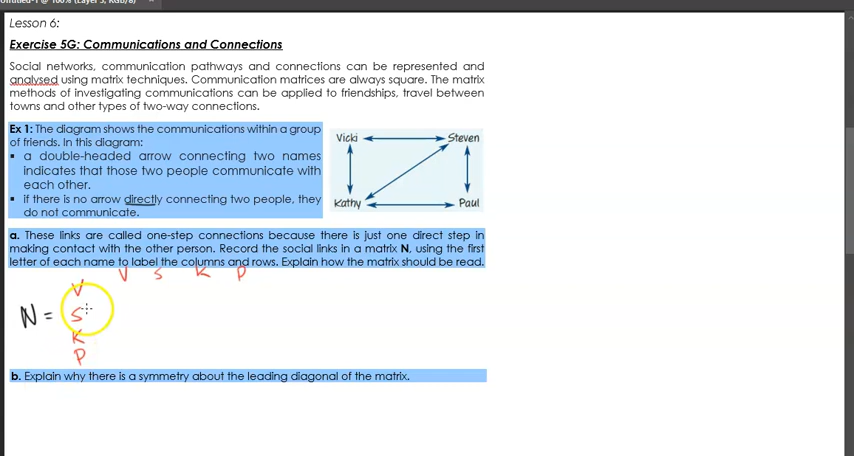 Untitled-1 @ 100% (Layer 3, RGB/8)
Lesson 6:
Exercise 5G: Communications and Connections
Social networks, communication pathways and connections can be represented and
analysed using matrix techniques. Communication matrices are always square. The matrix
methods of investigating communications can be applied to friendships, travel between
towns and other types of two-way connections.
Ex 1: The diagram shows the communications within a group
of friends. In this diagram:
▪ a double-headed arrow connecting two names
indicates that those two people communicate with
each other.
▪ if there is no arrow directly connecting two people, they
do not communicate.
Vicki Steven
Kathy Paul
a. These links are called one-step connections because there is just one direct step in
making contact with the other person. Record the social links in a matrix N, using the first
letter of each name to label the columns and rows. Explain how the matrix should be read.
V S K P
V
N = S
K
P
b. Explain why there is a symmetry about the leading diagonal of the matrix.